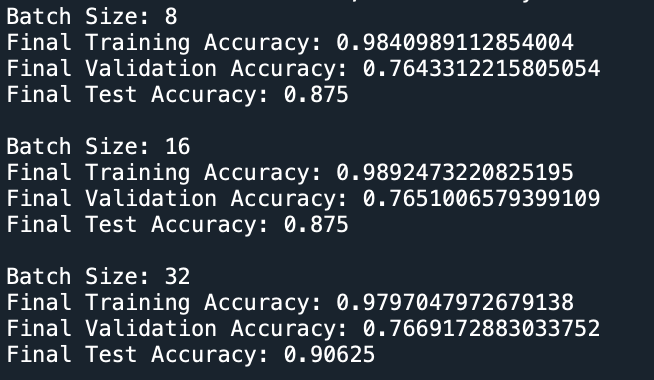 Batch Size: 8
Final Training Accuracy: 0.9840989112854004
Final Validation Accuracy: 0.7643312215805054
Final Test Accuracy: 0.875
Batch Size: 16
Final Training Accuracy: 0.9892473220825195
Final Validation Accuracy: 0.7651006579399109
Final Test Accuracy: 0.875
Batch Size: 32
Final Training Accuracy: 0.9797047972679138
Final Validation Accuracy: 0.7669172883033752
Final Test Accuracy: 0.90625